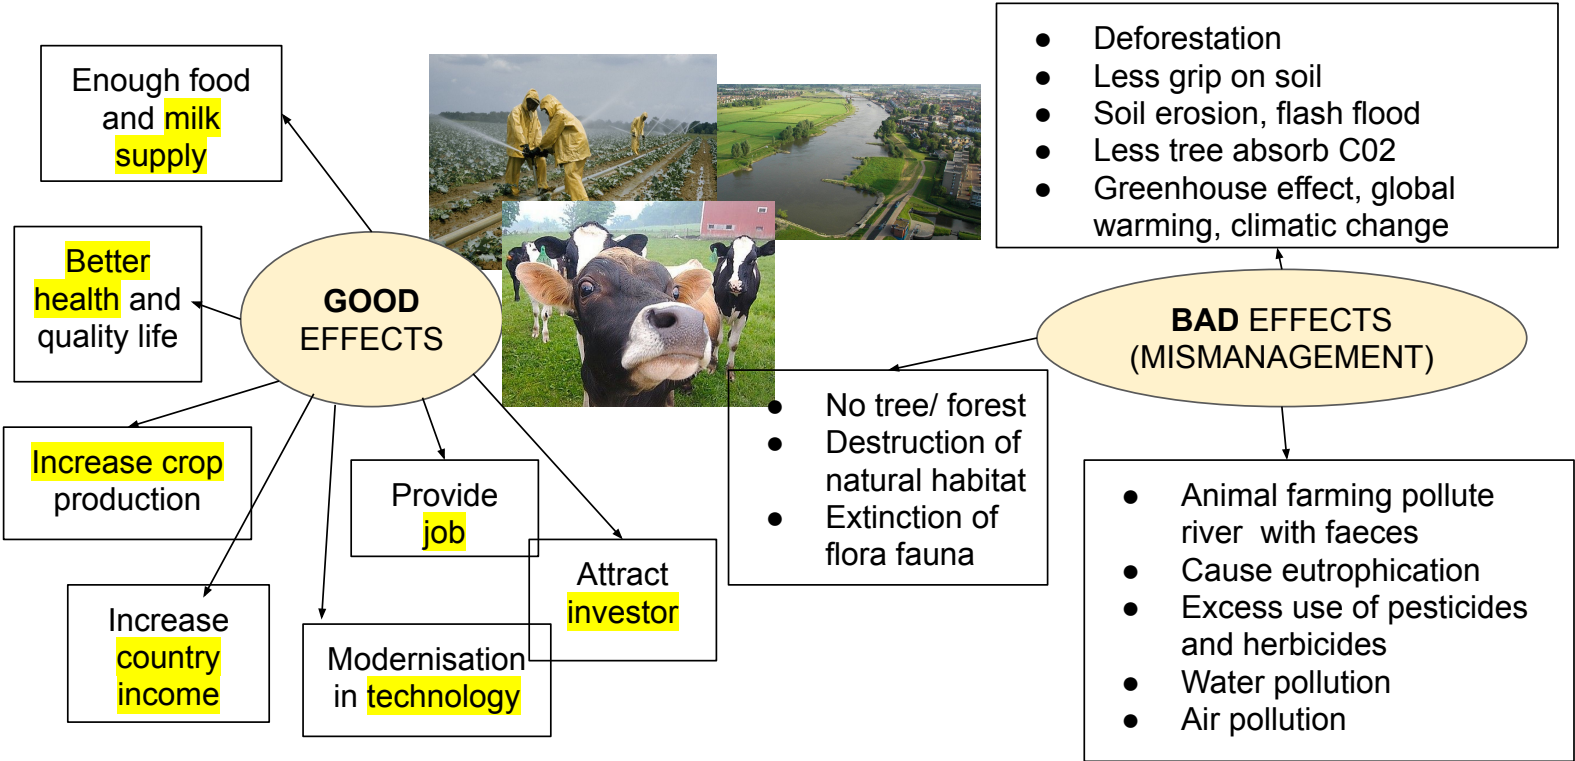 Enough food
and milk
supply
Better
health and
quality life
GOOD
EFFECTS
Increase crop
production
Increase
country
income
Modernisation
in technology
Provide
job
Attract
investor
● Deforestation
● Less grip on soil
● Soil erosion, flash flood
● Less tree absorb C02
● Greenhouse effect, global
warming, climatic change
BAD EFFECTS
(MISMANAGEMENT)
● No tree/ forest
● Destruction of
natural habitat
● Extinction of
flora fauna
● Animal farming pollute
river with faeces
● Cause eutrophication
● Excess use of pesticides
and herbicides
● Water pollution
● Air pollution